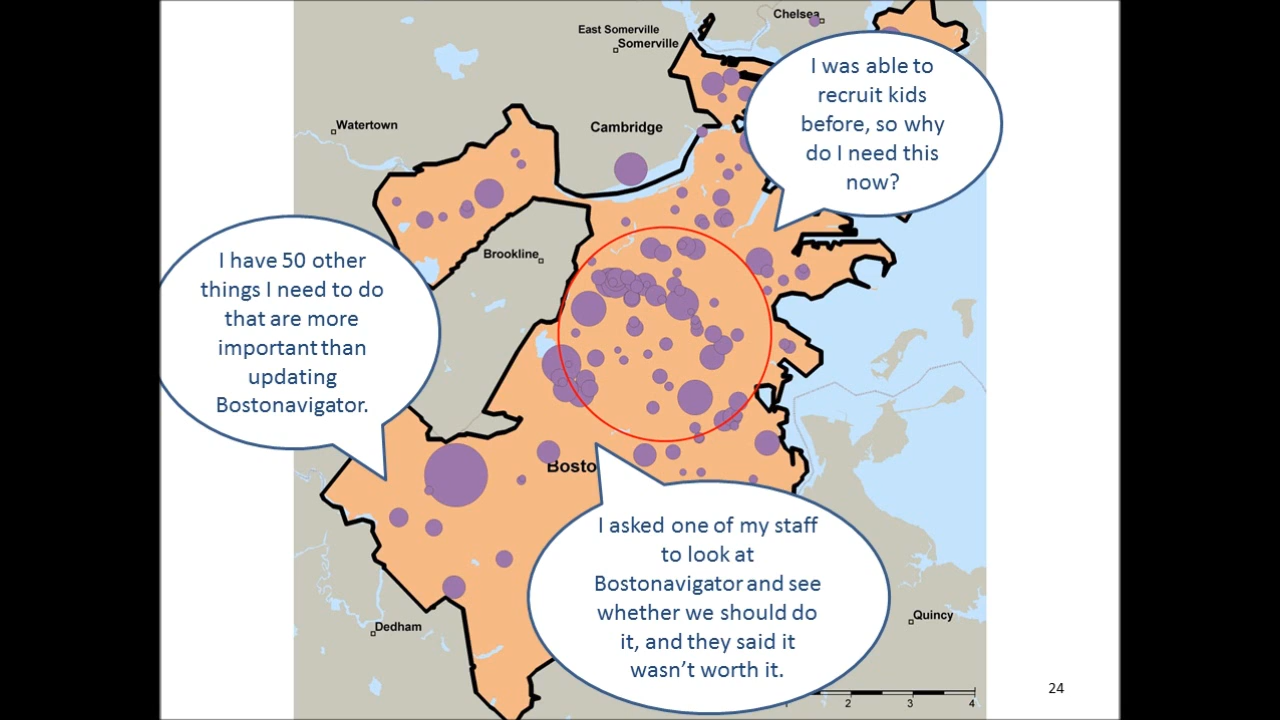 Chelsea
East Somerville
Somerville
I was able to
recruit kids
before, so why
do I need this
now?
Watertown
Cambridge
Brookline
I have 50 other
things I need to do
that are more
important than
updating
Bostonavigator.
Bosto
I asked one of my staff
to look at
Bostonavigator and see
whether we should do
it, and they said it
wasn't worth it.
Quincy
Dedham
24
2 3 4